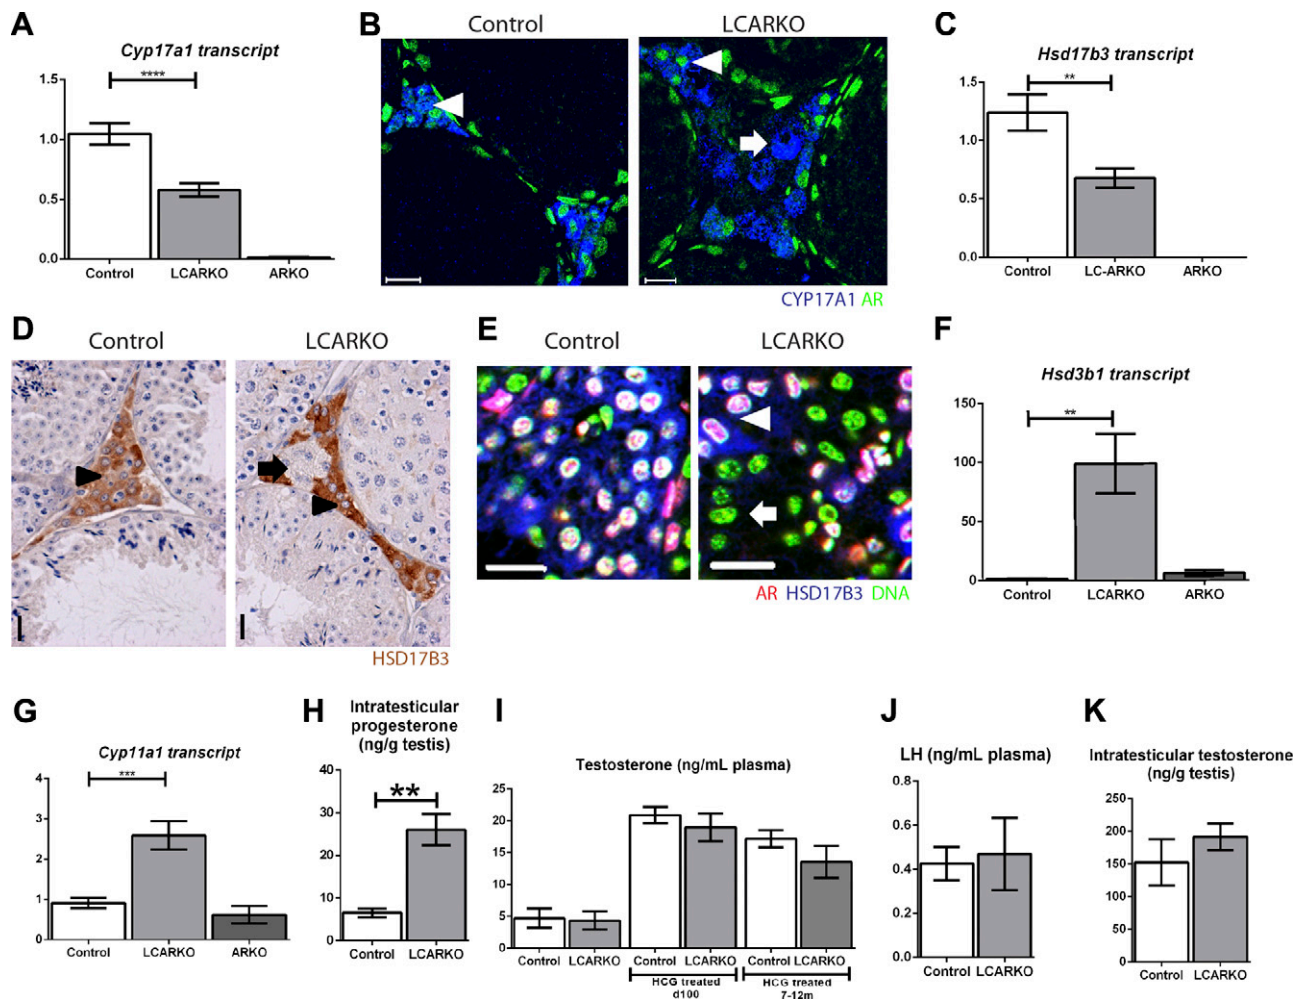 A
Cyp17a1 transcript
****
1.5
1.0
0.5
0.0
Control
LCARKO
ARKO
B
Control
LCARKO
CYP17A1 AR
C
Hsd17b3 transcript
**
1.5
1.0
0.5
0.0
Control
LC-ARKO
ARKO
D
Control
LCARKO
HSD17B3
E
Control
LCARKO
AR HSD17B3 DNA
F
Hsd3b1 transcript
**
150
100
50
0
Control
LCARKO
ARKO
G
Cyp11a1 transcript
***
4
3
2
1
0
Control
LCARKO
ARKO
H
Intratesticular
progesterone
(ng/g testis)
**
40
30
20
10
0
Control
LCARKO
I
Testosterone (ng/mL plasma)
25
20
15
10
5
0
Control
LCARKO
Control
LCARKO
Control
LCARKO
HCG treated
d100
HCG treated
7-12m
J
LH (ng/mL plasma)
0.8
0.6
0.4
0.2
0.0
Control
LCARKO
K
Intratesticular testosterone
(ng/g testis)
250
200
150
100
50
0
Control
LCARKO